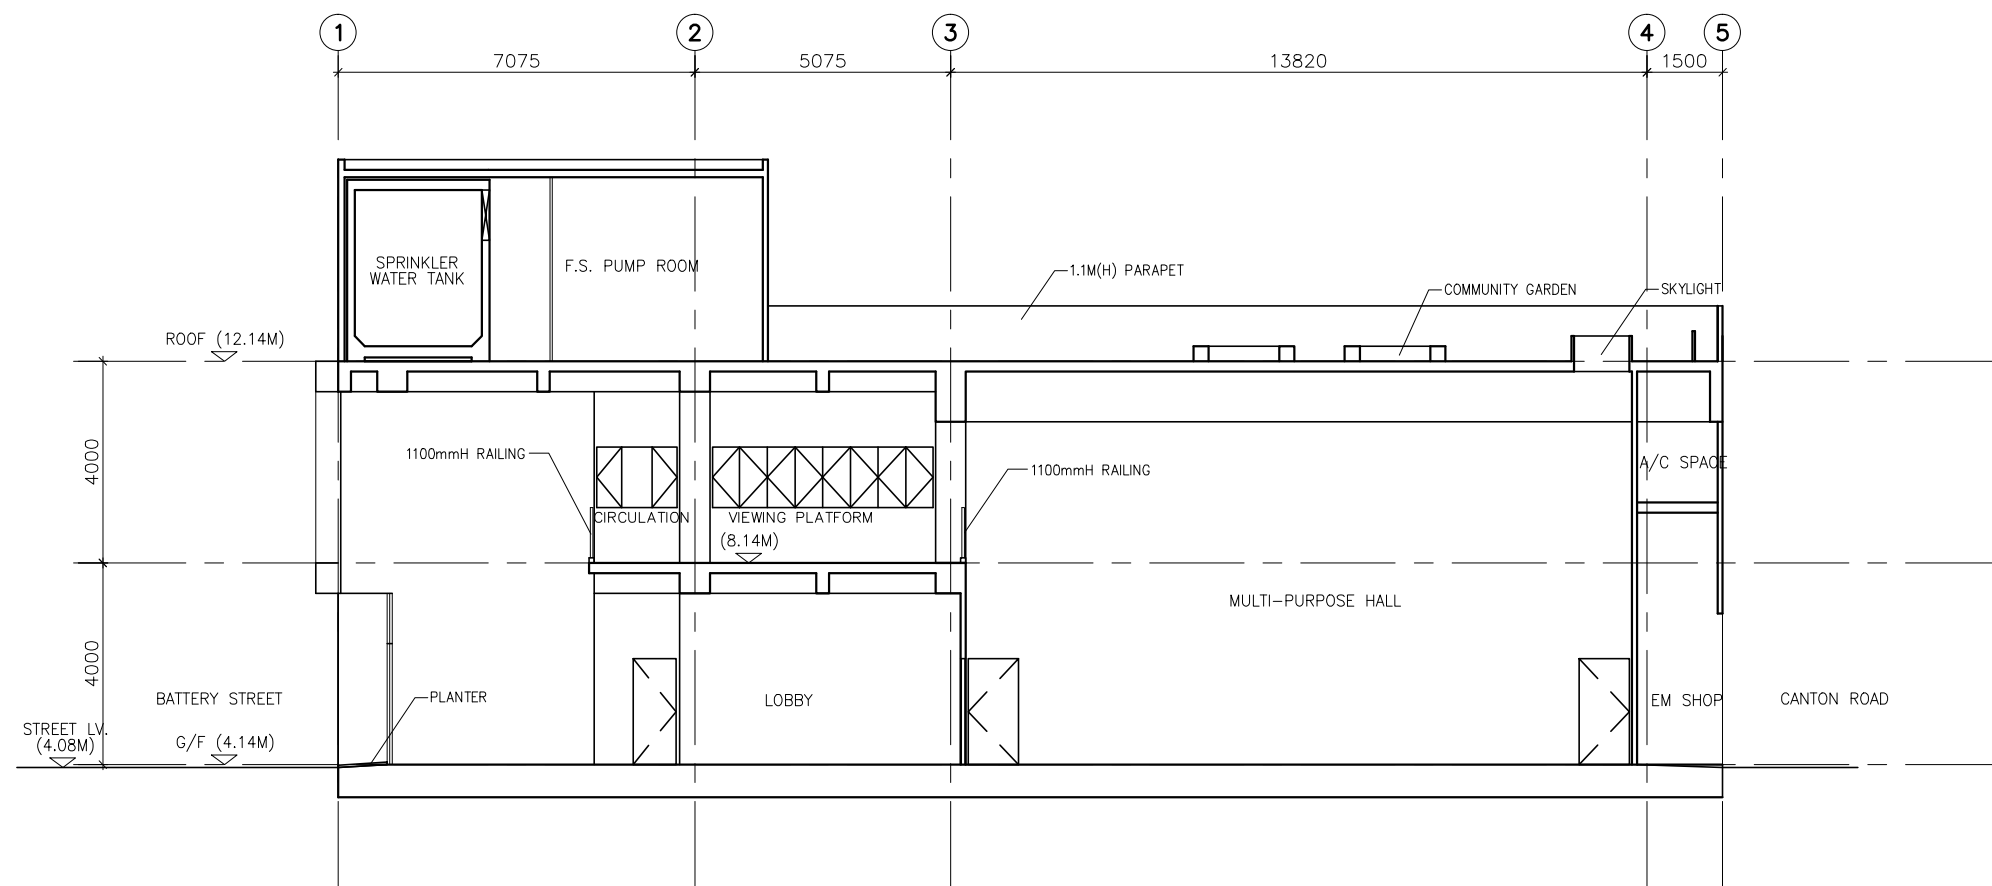 1
2
3
4
5
7075
5075
13820
1500
SPRINKLER
WATER TANK
F.S. PUMP ROOM
1.1M(H) PARAPET
COMMUNITY GARDEN
SKYLIGHT
ROOF (12.14M)
4000
1100mmH RAILING
1100mmH RAILING
A/C SPACE
CIRCULATION
VIEWING PLATFORM
(8.14M)
MULTI-PURPOSE HALL
4000
BATTERY STREET
PLANTER
LOBBY
EM SHOP
CANTON ROAD
STREET LV.
(4.08M)
G/F (4.14M)